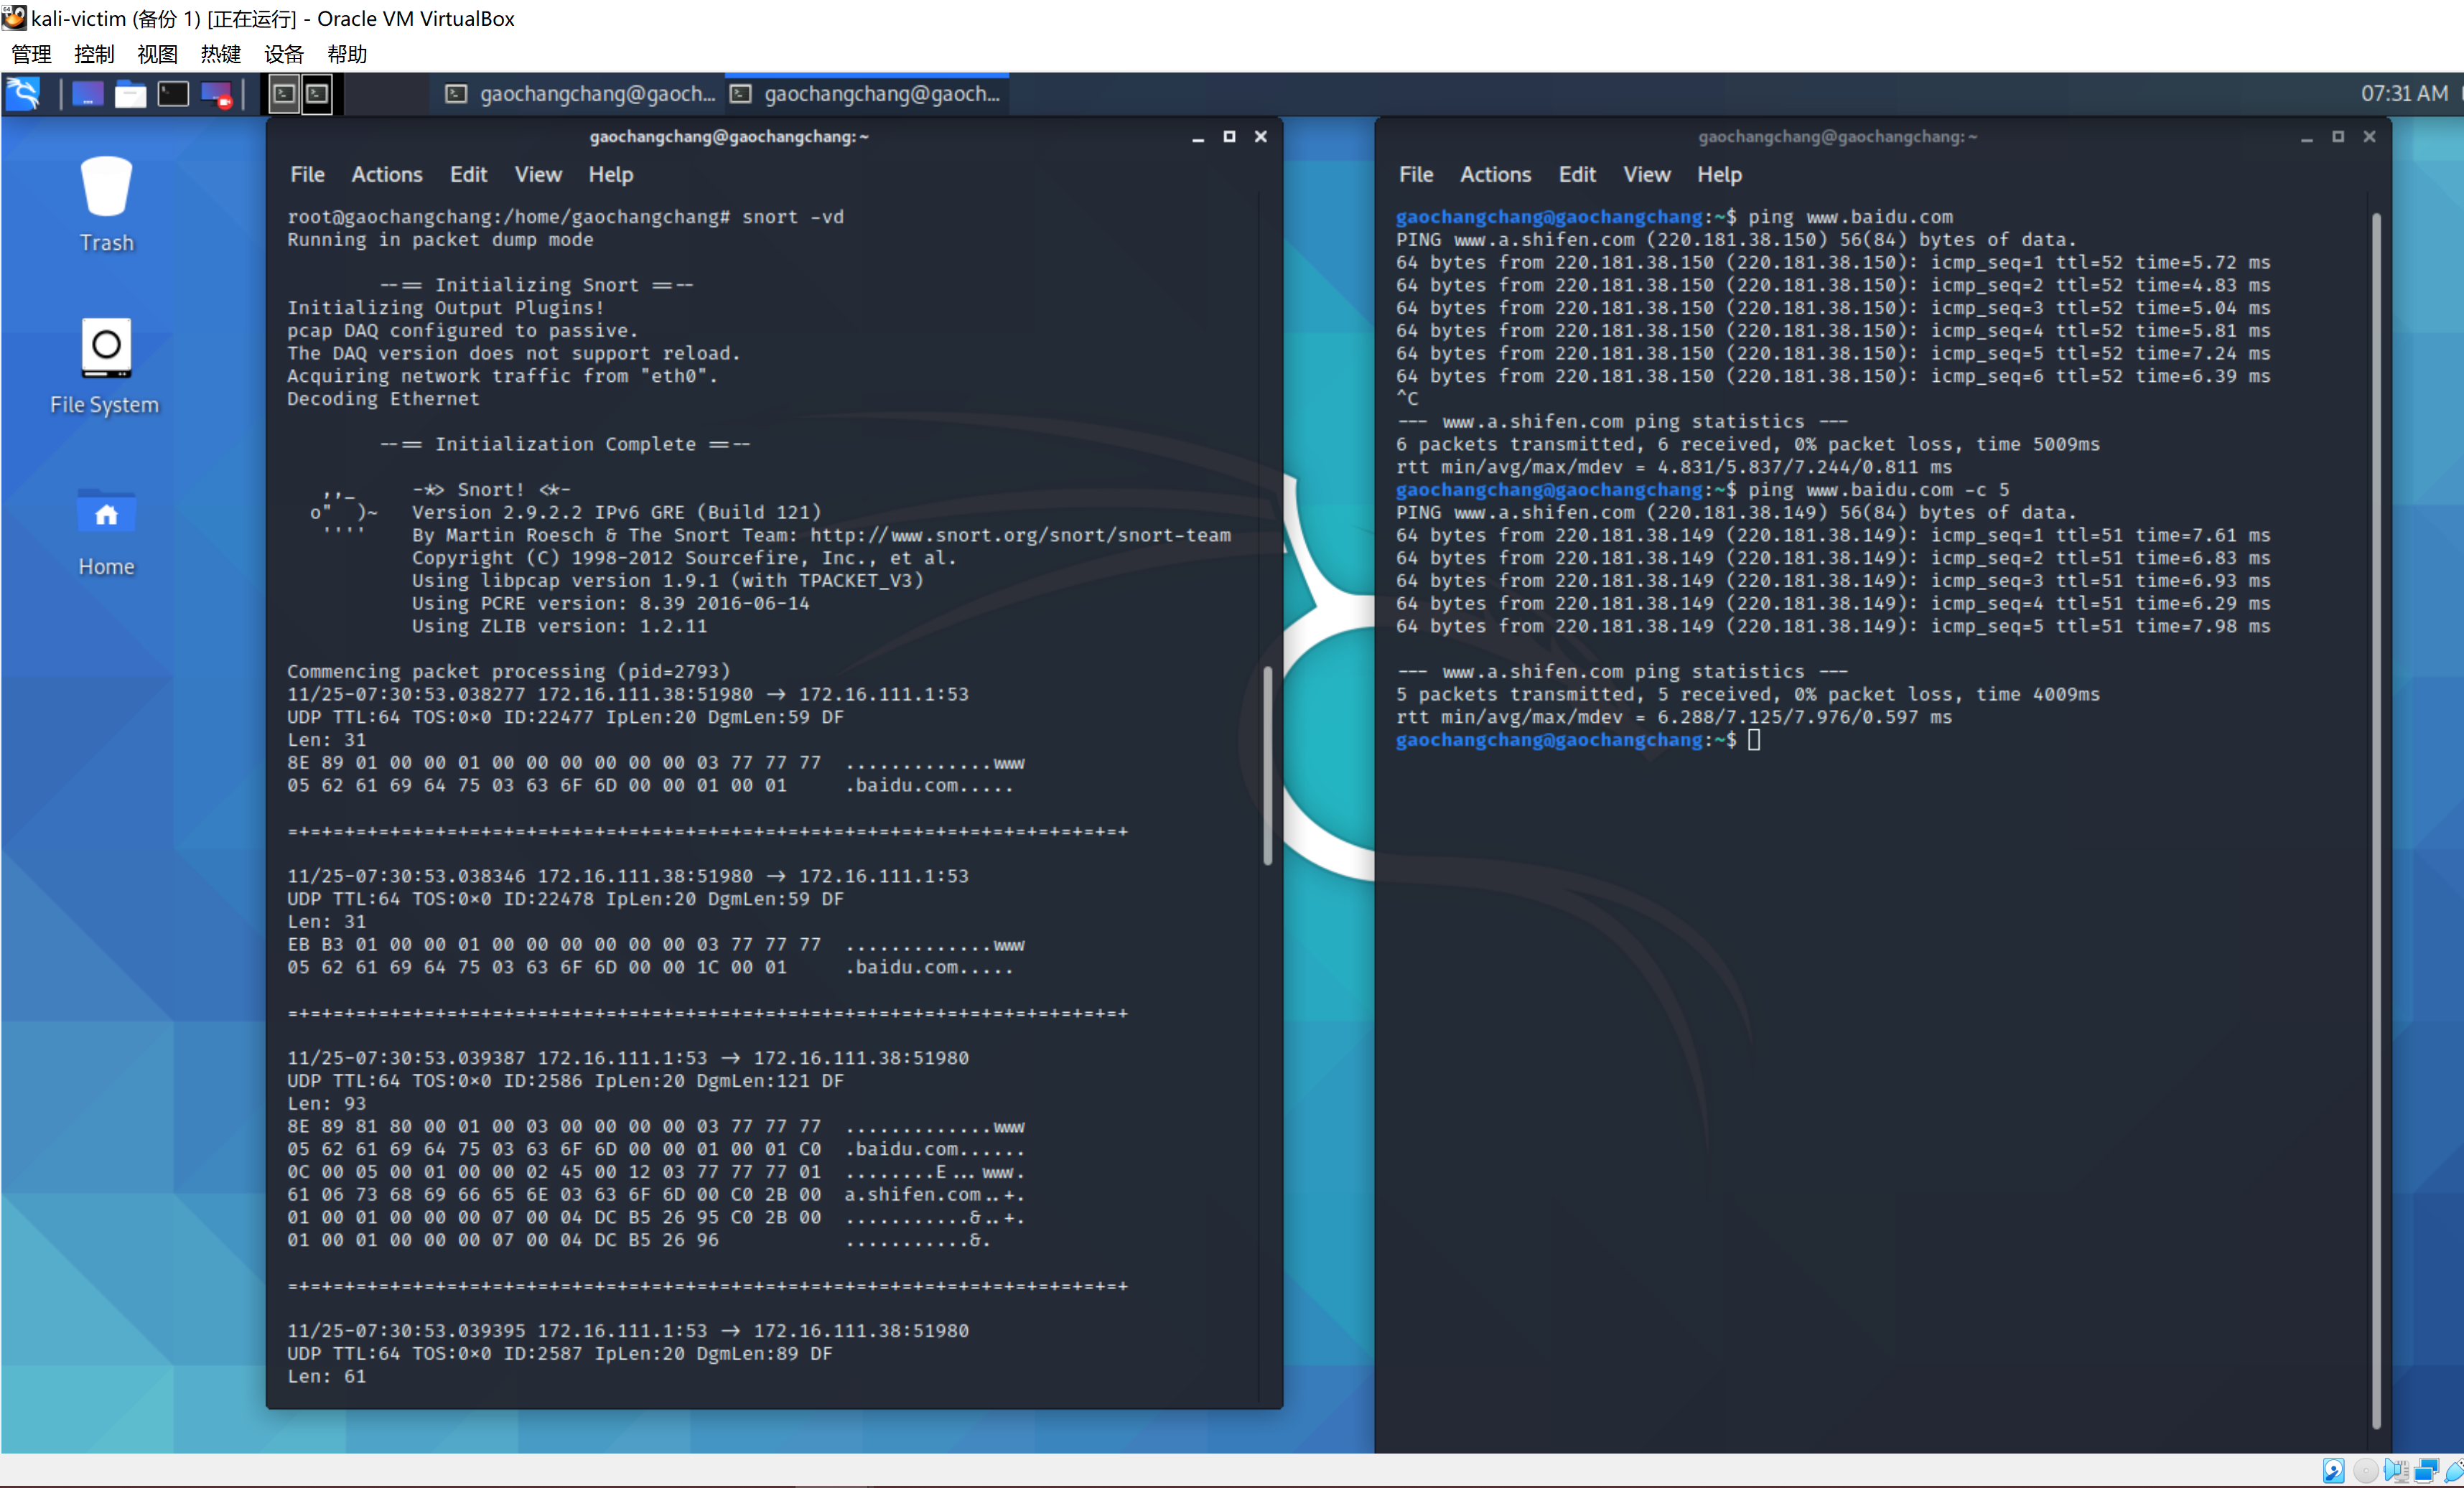 kali-victim (备份 1) [正在运行] - Oracle VM VirtualBox
管理 控制 视图 热键 设备 帮助
gaochangchang@gaoch... gaochangchang@gaoch... 07:31 AM
Trash
File System
Home
gaochangchang@gaochangchang: ~
File Actions Edit View Help
root@gaochangchang:/home/gaochangchang# snort -vd
Running in packet dump mode
--== Initializing Snort ==--
Initializing Output Plugins!
pcap DAQ configured to passive.
The DAQ version does not support reload.
Acquiring network traffic from "eth0".
Decoding Ethernet
--== Initialization Complete ==--
,,_ -*> Snort! <*-
o" )~ Version 2.9.2.2 IPv6 GRE (Build 121)
'''' By Martin Roesch & The Snort Team: http://www.snort.org/snort/snort-team
Copyright (C) 1998-2012 Sourcefire, Inc., et al.
Using libpcap version 1.9.1 (with TPACKET_V3)
Using PCRE version: 8.39 2016-06-14
Using ZLIB version: 1.2.11
Commencing packet processing (pid=2793)
11/25-07:30:53.038277 172.16.111.38:51980 -> 172.16.111.1:53
UDP TTL:64 TOS:0x0 ID:22477 IpLen:20 DgmLen:59 DF
Len: 31
8E 89 01 00 00 01 00 00 00 00 00 00 03 77 77 77 .............www
05 62 61 69 64 75 03 63 6F 6D 00 00 01 00 01 .baidu.com.....
=+=+=+=+=+=+=+=+=+=+=+=+=+=+=+=+=+=+=+=+=+=+=+=+=+=+=+=+=+=+=+=+=+=+=+=+=+
11/25-07:30:53.038346 172.16.111.38:51980 -> 172.16.111.1:53
UDP TTL:64 TOS:0x0 ID:22478 IpLen:20 DgmLen:59 DF
Len: 31
EB B3 01 00 00 01 00 00 00 00 00 00 03 77 77 77 .............www
05 62 61 69 64 75 03 63 6F 6D 00 00 1C 00 01 .baidu.com.....
=+=+=+=+=+=+=+=+=+=+=+=+=+=+=+=+=+=+=+=+=+=+=+=+=+=+=+=+=+=+=+=+=+=+=+=+=+
11/25-07:30:53.039387 172.16.111.1:53 -> 172.16.111.38:51980
UDP TTL:64 TOS:0x0 ID:2586 IpLen:20 DgmLen:121 DF
Len: 93
8E 89 81 80 00 01 00 03 00 00 00 00 03 77 77 77 .............www
05 62 61 69 64 75 03 63 6F 6D 00 00 01 00 01 C0 .baidu.com......
0C 00 05 00 01 00 00 02 45 00 12 03 77 77 77 01 ........E...www.
61 06 73 68 69 66 65 6E 03 63 6F 6D 00 C0 2B 00 a.shifen.com..+.
01 00 01 00 00 00 07 00 04 DC B5 26 95 C0 2B 00 ...........&..+.
01 00 01 00 00 00 07 00 04 DC B5 26 96 ...........&.
=+=+=+=+=+=+=+=+=+=+=+=+=+=+=+=+=+=+=+=+=+=+=+=+=+=+=+=+=+=+=+=+=+=+=+=+=+
11/25-07:30:53.039395 172.16.111.1:53 -> 172.16.111.38:51980
UDP TTL:64 TOS:0x0 ID:2587 IpLen:20 DgmLen:89 DF
Len: 61
gaochangchang@gaochangchang: ~
File Actions Edit View Help
gaochangchang@gaochangchang:~$ ping www.baidu.com
PING www.a.shifen.com (220.181.38.150) 56(84) bytes of data.
64 bytes from 220.181.38.150 (220.181.38.150): icmp_seq=1 ttl=52 time=5.72 ms
64 bytes from 220.181.38.150 (220.181.38.150): icmp_seq=2 ttl=52 time=4.83 ms
64 bytes from 220.181.38.150 (220.181.38.150): icmp_seq=3 ttl=52 time=5.04 ms
64 bytes from 220.181.38.150 (220.181.38.150): icmp_seq=4 ttl=52 time=5.81 ms
64 bytes from 220.181.38.150 (220.181.38.150): icmp_seq=5 ttl=52 time=7.24 ms
64 bytes from 220.181.38.150 (220.181.38.150): icmp_seq=6 ttl=52 time=6.39 ms
^C
--- www.a.shifen.com ping statistics ---
6 packets transmitted, 6 received, 0% packet loss, time 5009ms
rtt min/avg/max/mdev = 4.831/5.837/7.244/0.811 ms
gaochangchang@gaochangchang:~$ ping www.baidu.com -c 5
PING www.a.shifen.com (220.181.38.149) 56(84) bytes of data.
64 bytes from 220.181.38.149 (220.181.38.149): icmp_seq=1 ttl=51 time=7.61 ms
64 bytes from 220.181.38.149 (220.181.38.149): icmp_seq=2 ttl=51 time=6.83 ms
64 bytes from 220.181.38.149 (220.181.38.149): icmp_seq=3 ttl=51 time=6.93 ms
64 bytes from 220.181.38.149 (220.181.38.149): icmp_seq=4 ttl=51 time=6.29 ms
64 bytes from 220.181.38.149 (220.181.38.149): icmp_seq=5 ttl=51 time=7.98 ms
--- www.a.shifen.com ping statistics ---
5 packets transmitted, 5 received, 0% packet loss, time 4009ms
rtt min/avg/max/mdev = 6.288/7.125/7.976/0.597 ms
gaochangchang@gaochangchang:~$